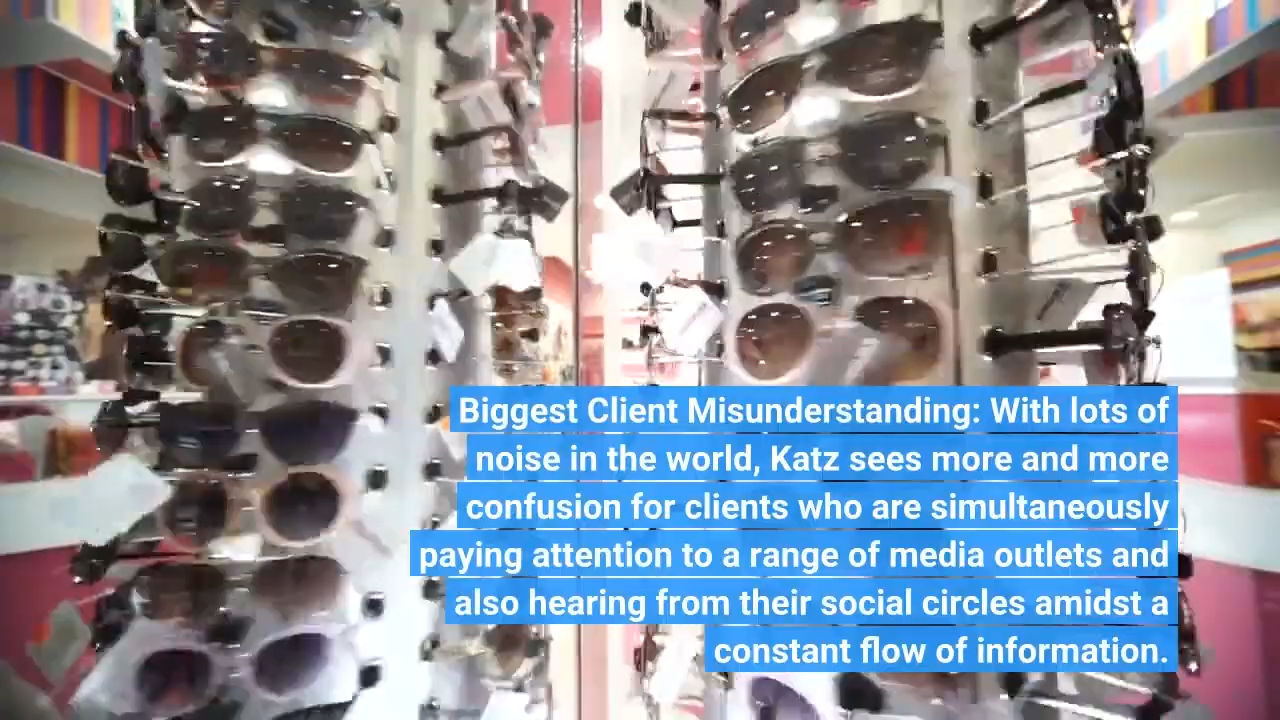 Biggest Client Misunderstanding: With lots of
noise in the world, Katz sees more and more
confusion for clients who are simultaneously
paying attention to a range of media outlets and
also hearing from their social circles amidst a
constant flow of information.